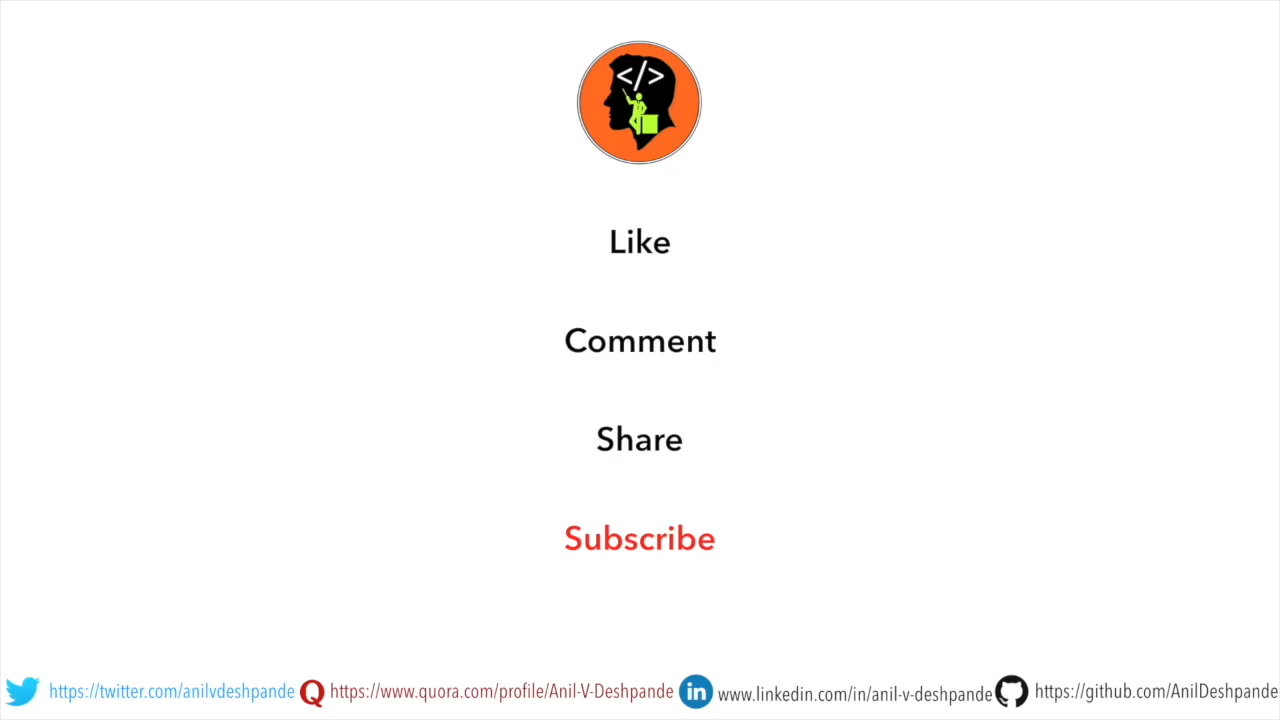 </>
Like
Comment
Share
Subscribe
https://twitter.com/anilvdeshpande https://www.quora.com/profile/Anil-V-Deshpande www.linkedin.com/in/anil-v-deshpande https://github.com/AnilDeshpande